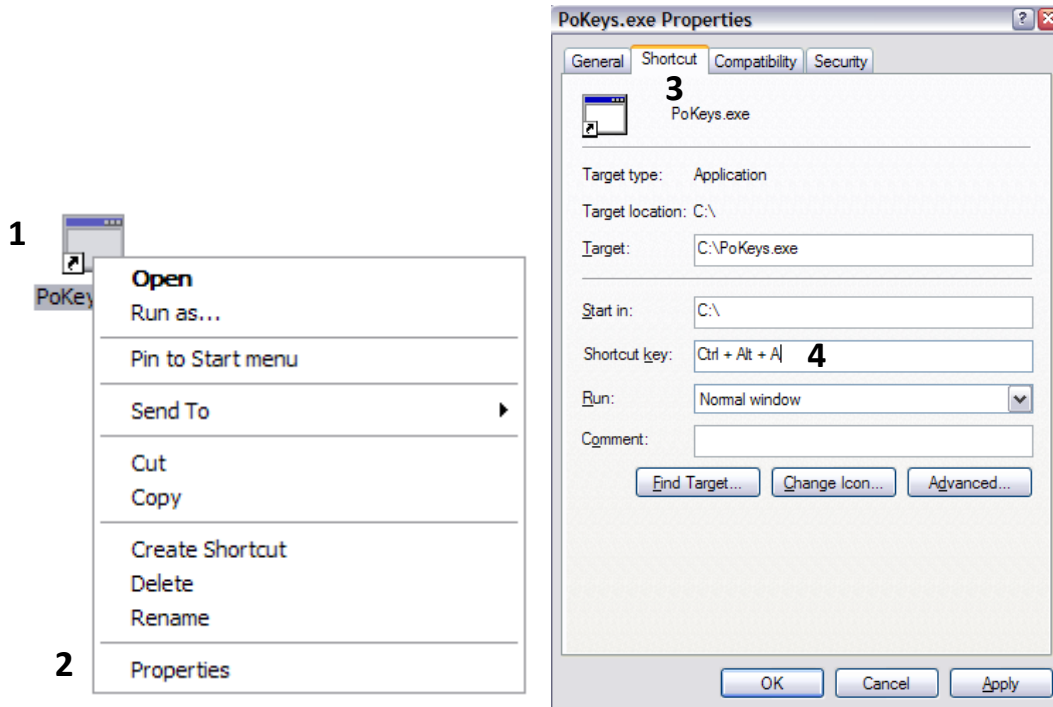 1
PoKey
Open
Run as...
Pin to Start menu
Send To
Cut
Copy
Create Shortcut
Delete
Rename
2
Properties
PoKeys.exe Properties
General Shortcut Compatibility Security
3
PoKeys.exe
Target type: Application
Target location: C:\
Target: C:\PoKeys.exe
Start in: C:\
Shortcut key: Ctrl + Alt + A 4
Run: Normal window
Comment:
Find Target... Change Icon... Advanced...
OK Cancel Apply